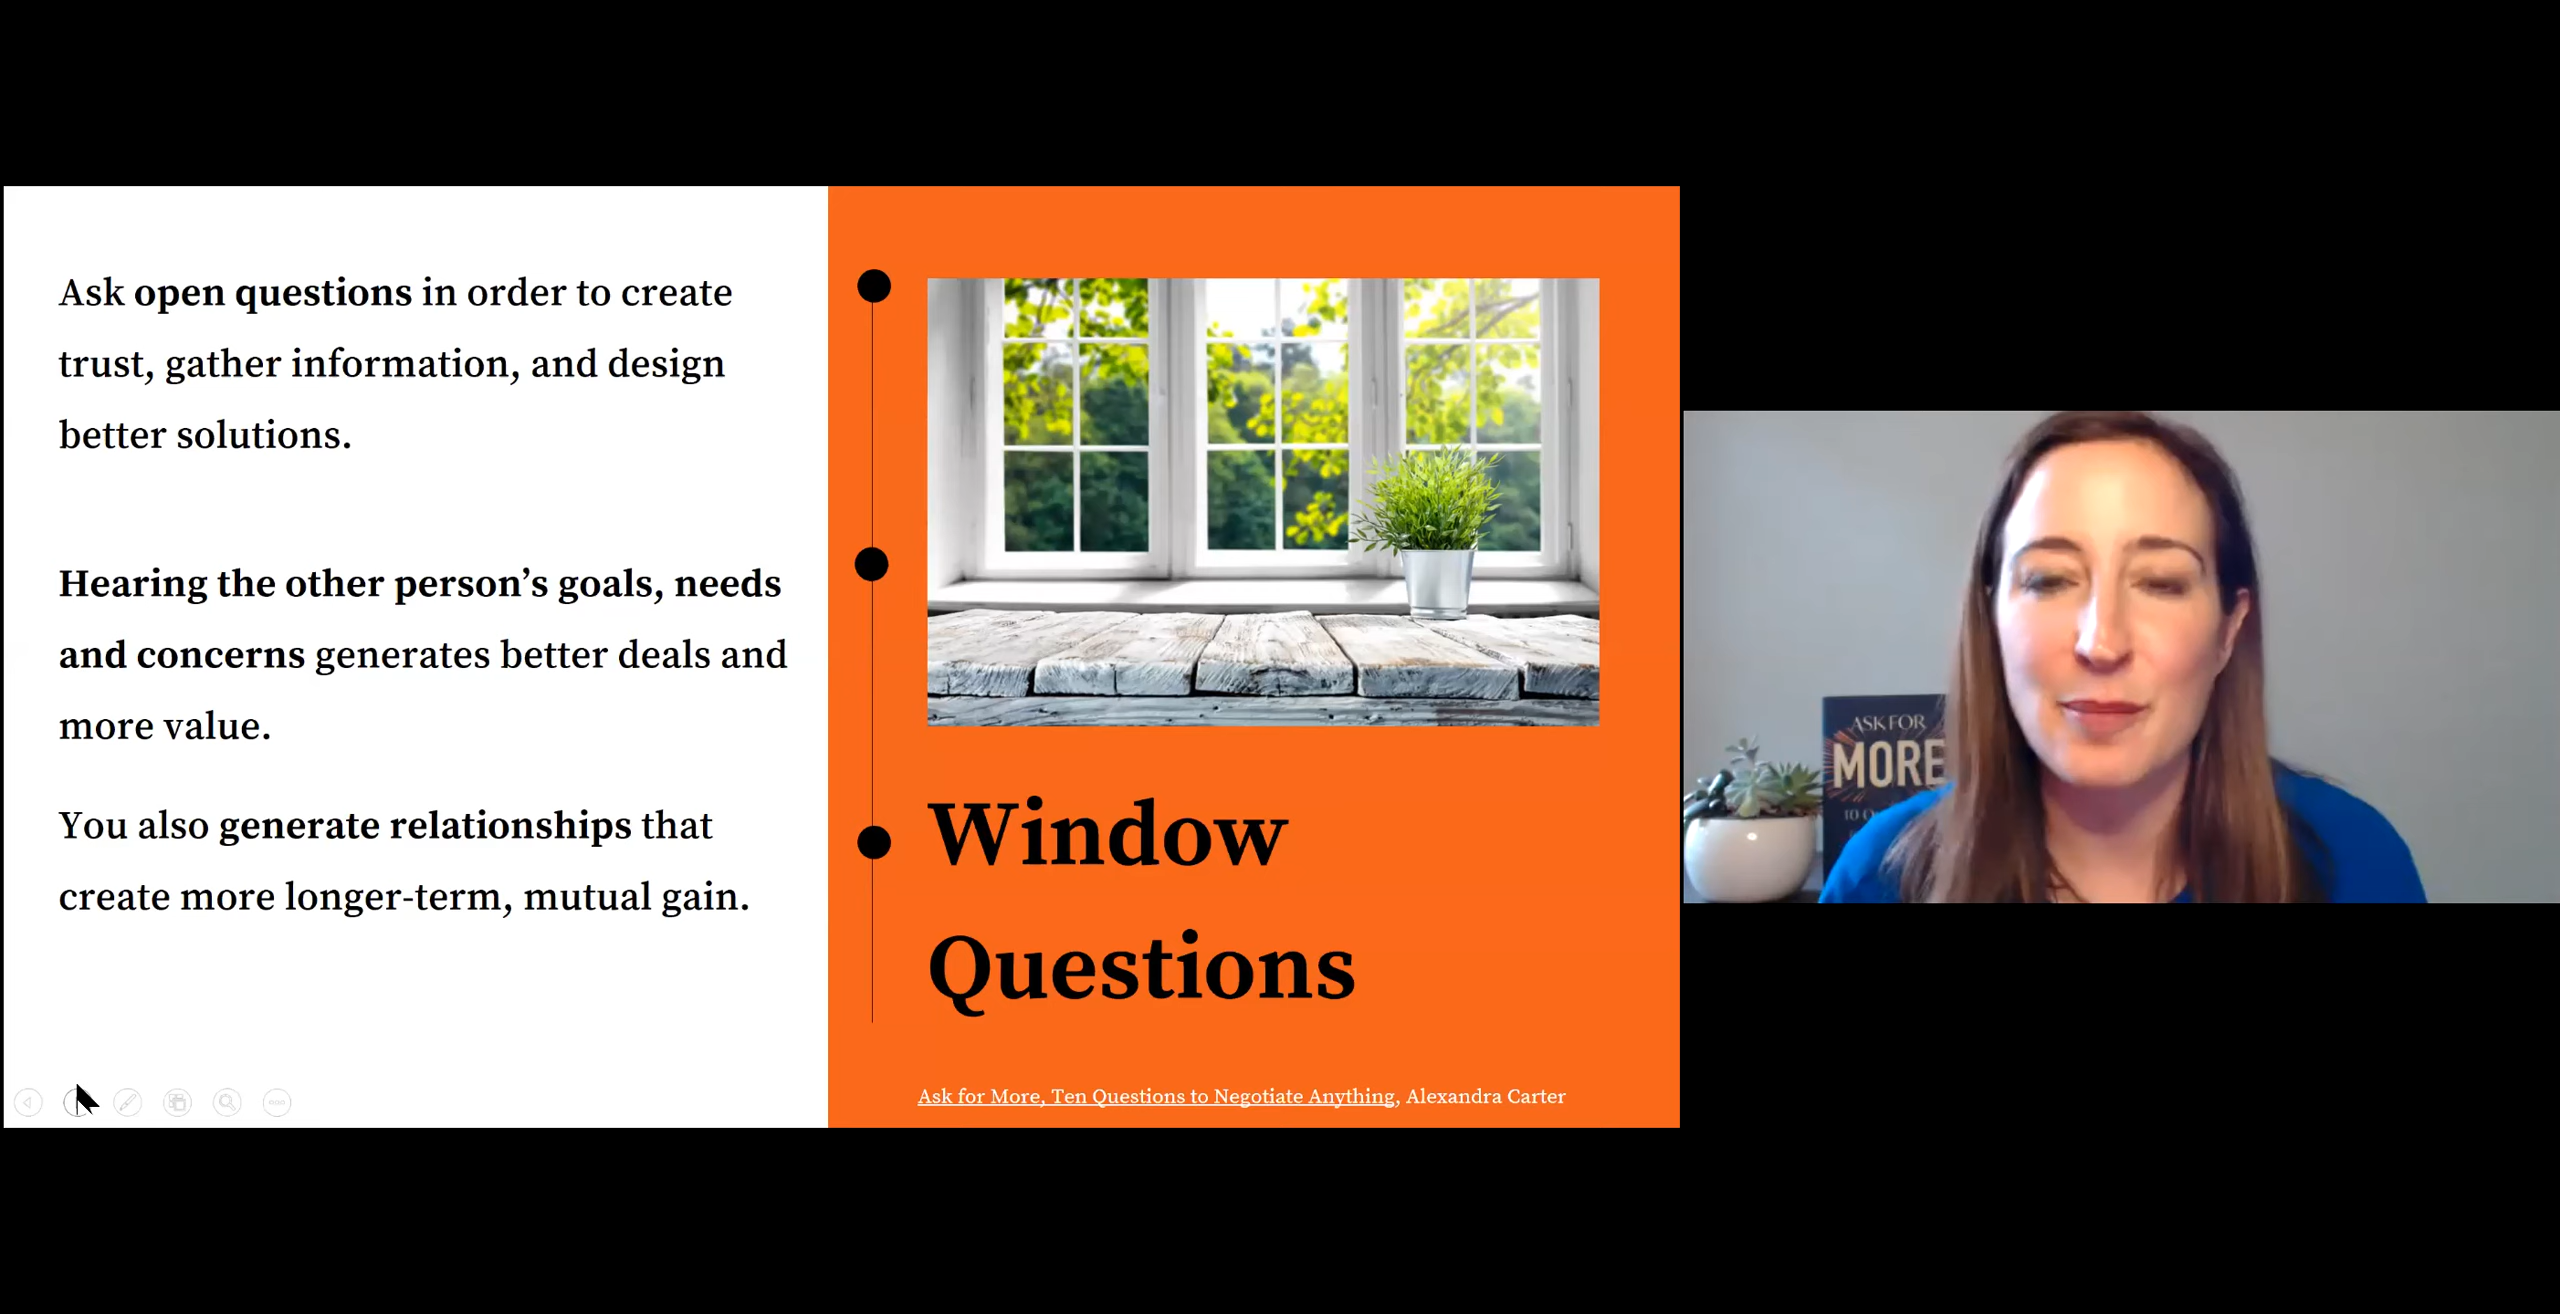 Ask open questions in order to create
trust, gather information, and design
better solutions.
Hearing the other person’s goals, needs
and concerns generates better deals and
more value.
You also generate relationships that
create more longer-term, mutual gain.
Window
Questions
Ask for More, Ten Questions to Negotiate Anything, Alexandra Carter
ASK FOR
MORE
10